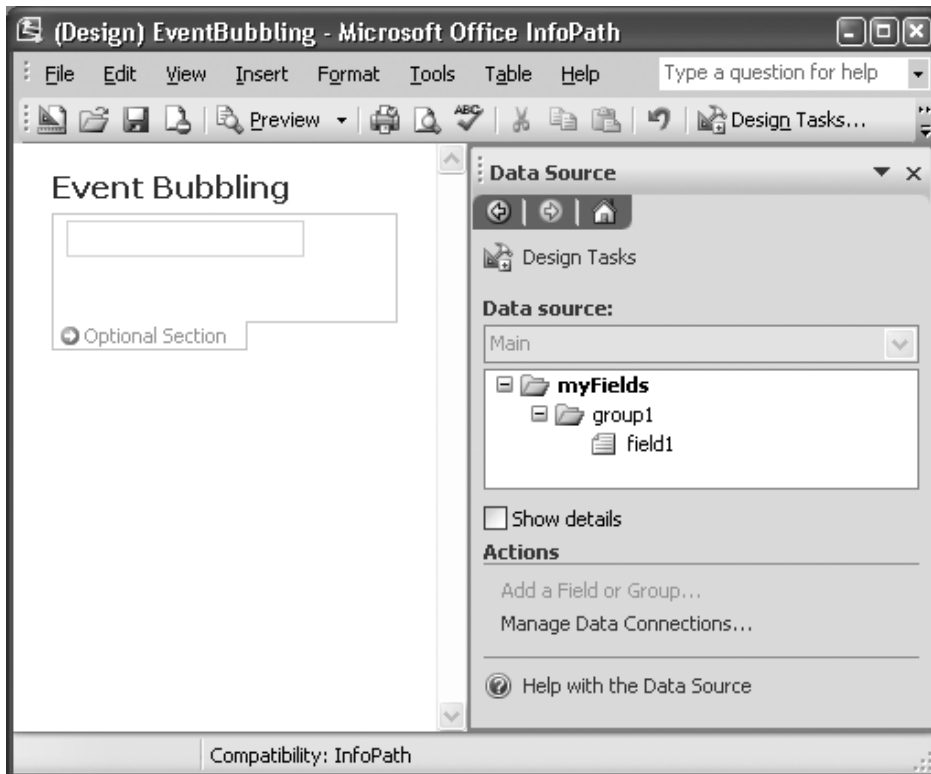 (Design) EventBubbling - Microsoft Office InfoPath
File Edit View Insert Format Tools Table Help Type a question for help
Preview ABC Design Tasks...
Event Bubbling
Optional Section
Data Source
Design Tasks
Data source:
Main
myFields
group1
field1
Show details
Actions
Add a Field or Group...
Manage Data Connections...
Help with the Data Source
Compatibility: InfoPath